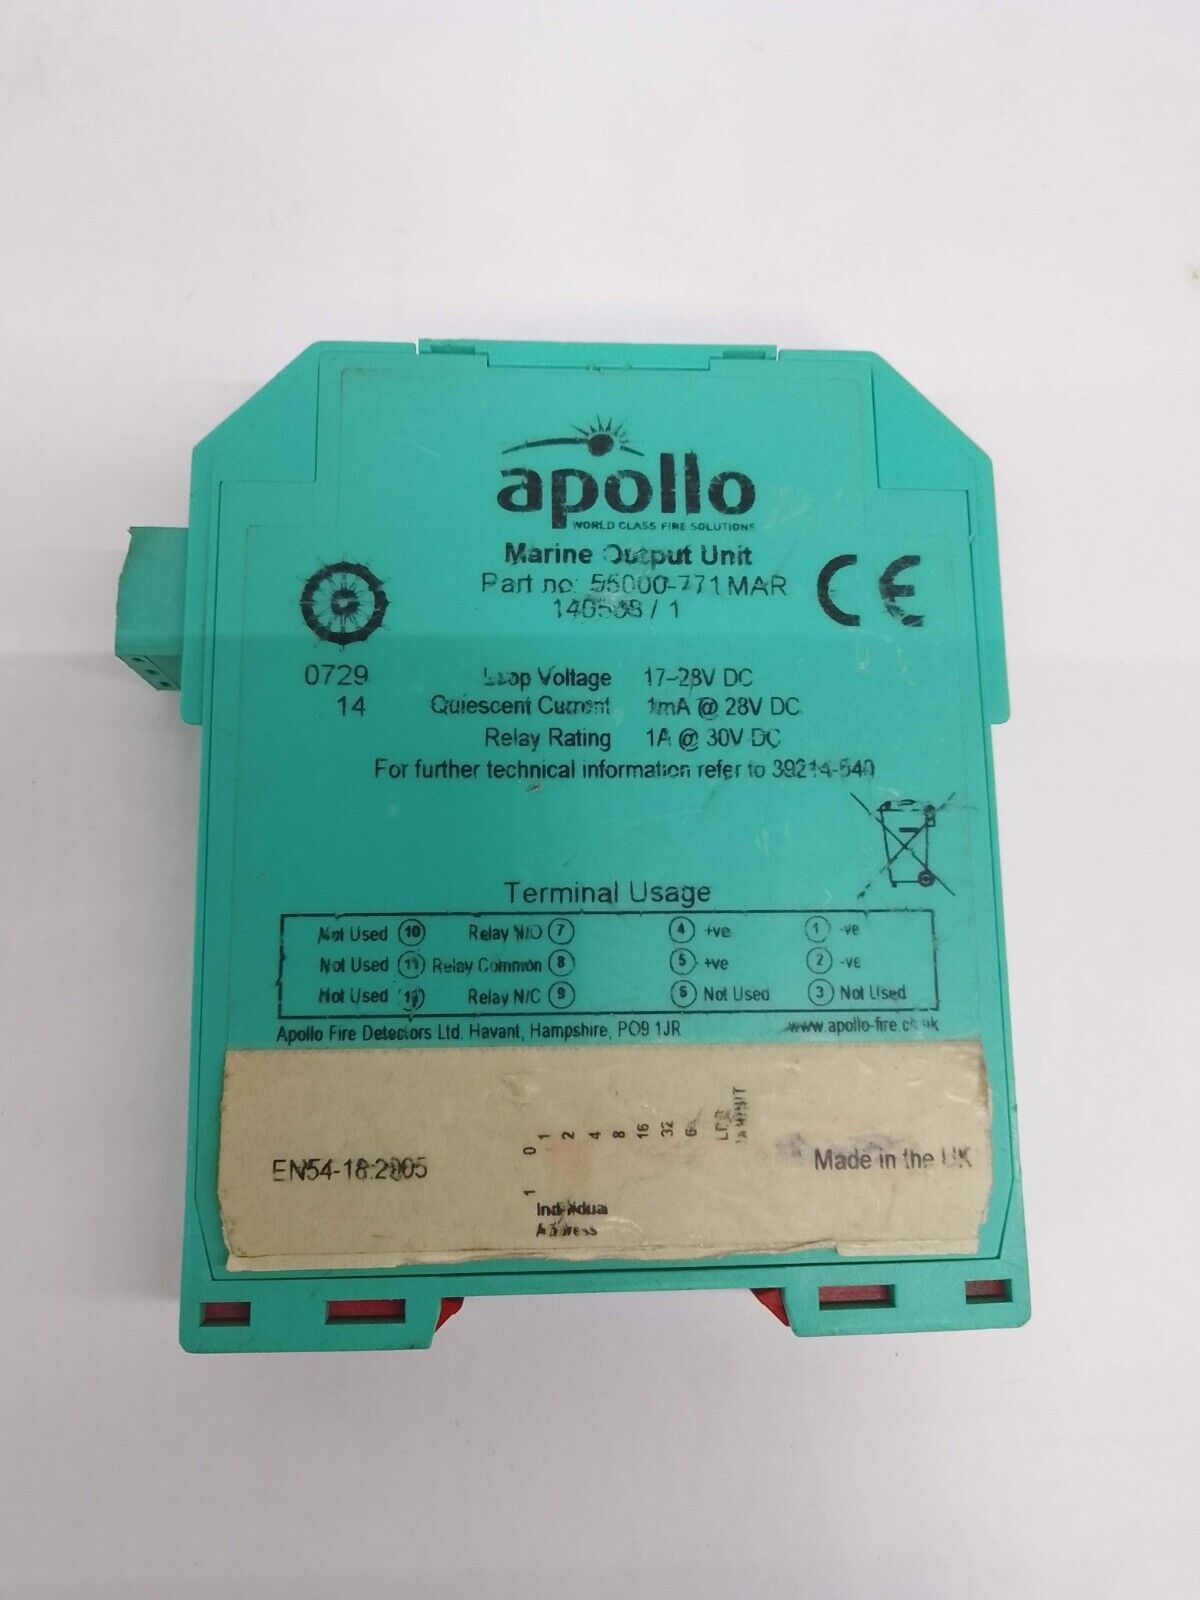 apollo
WORLD CLASS FIRE SOLUTIONS
Marine Output Unit
Part no: 55000-771MAR
/ 1
CE
0729
14
Loop Voltage 17–28V DC
Quiescent Current 1mA @ 28V DC
Relay Rating 1A @ 30V DC
For further technical information refer to 39214-540
Terminal Usage
Not Used 10 Relay N/O 7 4 +ve 1 -ve
Not Used 11 Relay Common 8 5 +ve 2 -ve
Not Used Relay N/C 9 6 Not Used 3 Not Used
Apollo Fire Detectors Ltd. Havant, Hampshire, PO9 1JR www.apollo-fire.co.uk
0 1 2 4 8 16 32
EN54-18:2005
Made in the UK
1
Individual
Address